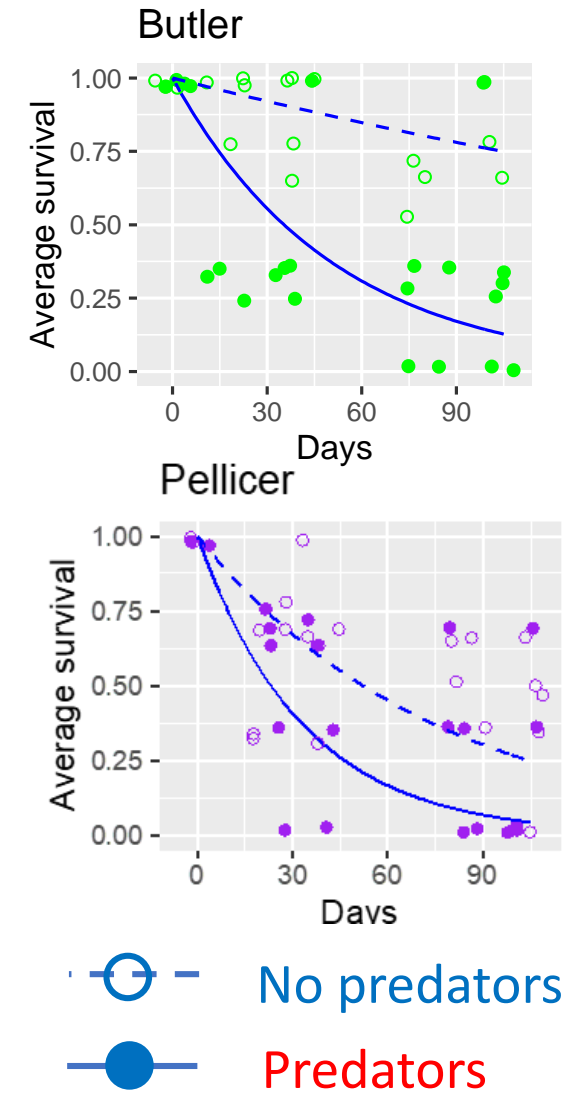 Butler
Average survival
1.00
0.75
0.50
0.25
0.00
0 30 60 90
Days
Pellicer
Average survival
1.00
0.75
0.50
0.25
0.00
0 30 60 90
Days
No predators
Predators